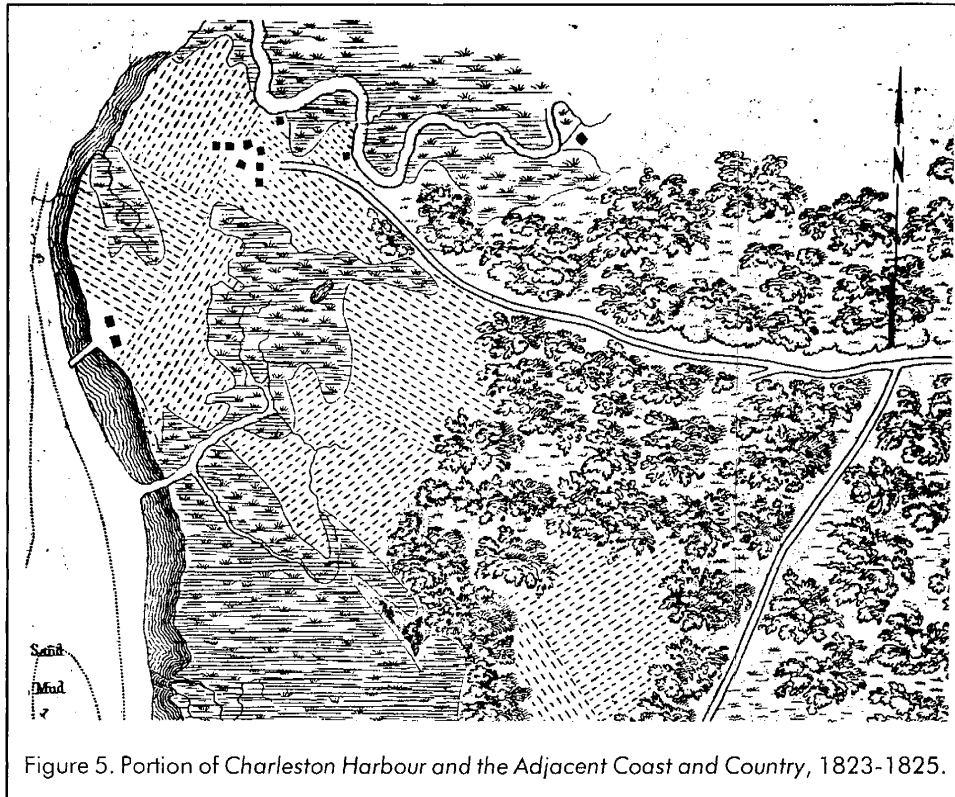 N
Sand
Mud
Figure 5. Portion of Charleston Harbour and the Adjacent Coast and Country, 1823-1825.